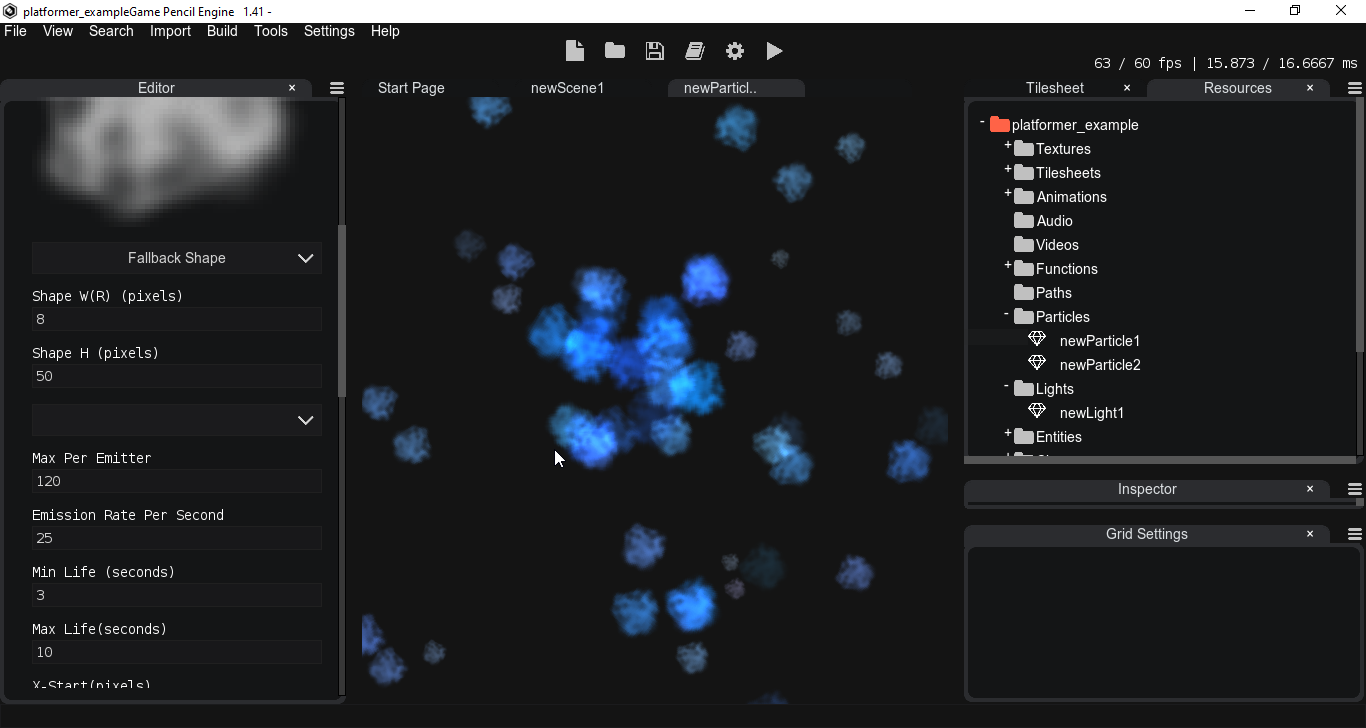 platformer_exampleGame Pencil Engine 1.41 -
File View Search Import Build Tools Settings Help
63 / 60 fps | 15.873 / 16.6667 ms
Editor ×
Start Page newScene1 newParticl..
Tilesheet × Resources ×
Fallback Shape
Shape W(R) (pixels)
8
Shape H (pixels)
50
Max Per Emitter
120
Emission Rate Per Second
25
Min Life (seconds)
3
Max Life(seconds)
10
X-Start(pixels)
- platformer_example
+ Textures
+ Tilesheets
+ Animations
Audio
Videos
+ Functions
Paths
- Particles
newParticle1
newParticle2
- Lights
newLight1
+ Entities
Inspector ×
Grid Settings ×